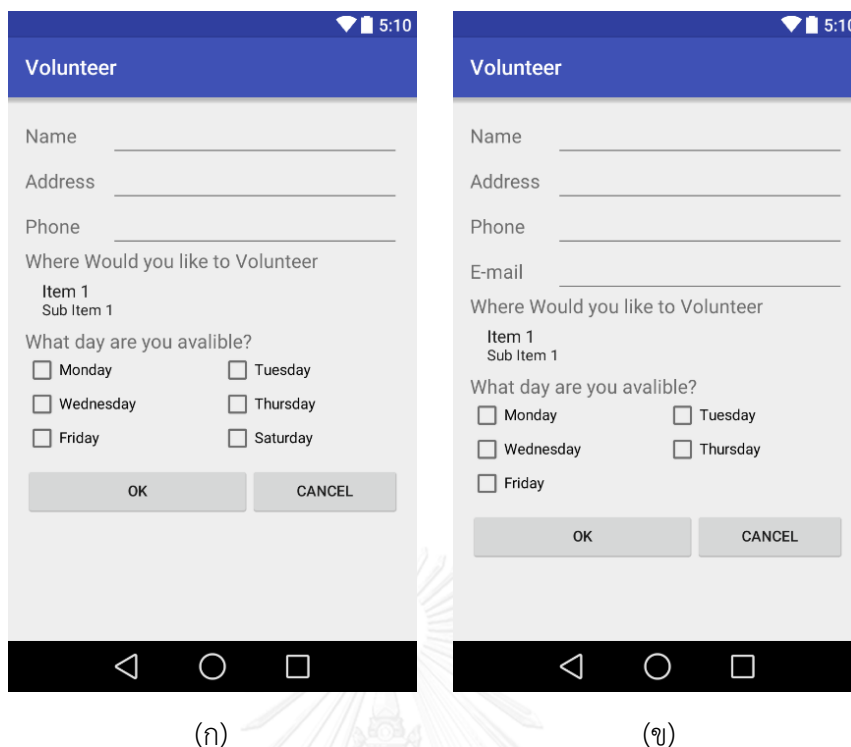 5:10
Volunteer
Name
Address
Phone
Where Would you like to Volunteer
Item 1
Sub Item 1
What day are you avalible?
Monday Tuesday
Wednesday Thursday
Friday Saturday
OK CANCEL
(ก)
5:10
Volunteer
Name
Address
Phone
E-mail
Where Would you like to Volunteer
Item 1
Sub Item 1
What day are you avalible?
Monday Tuesday
Wednesday Thursday
Friday
OK CANCEL
(ข)